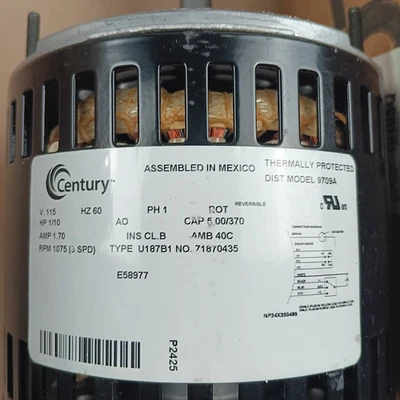 Century
ASSEMBLED IN MEXICO
THERMALLY PROTECTED
DIST MODEL 9709A
V. 115 HZ 60 PH 1 ROT REVERSIBLE
HP 1/10 AO CAP 5.00/370
AMP 1.70 INS CL.B AMB 40C
RPM 1075 (3 SPD) TYPE U187B1 NO. 71870435
E58977
P2425